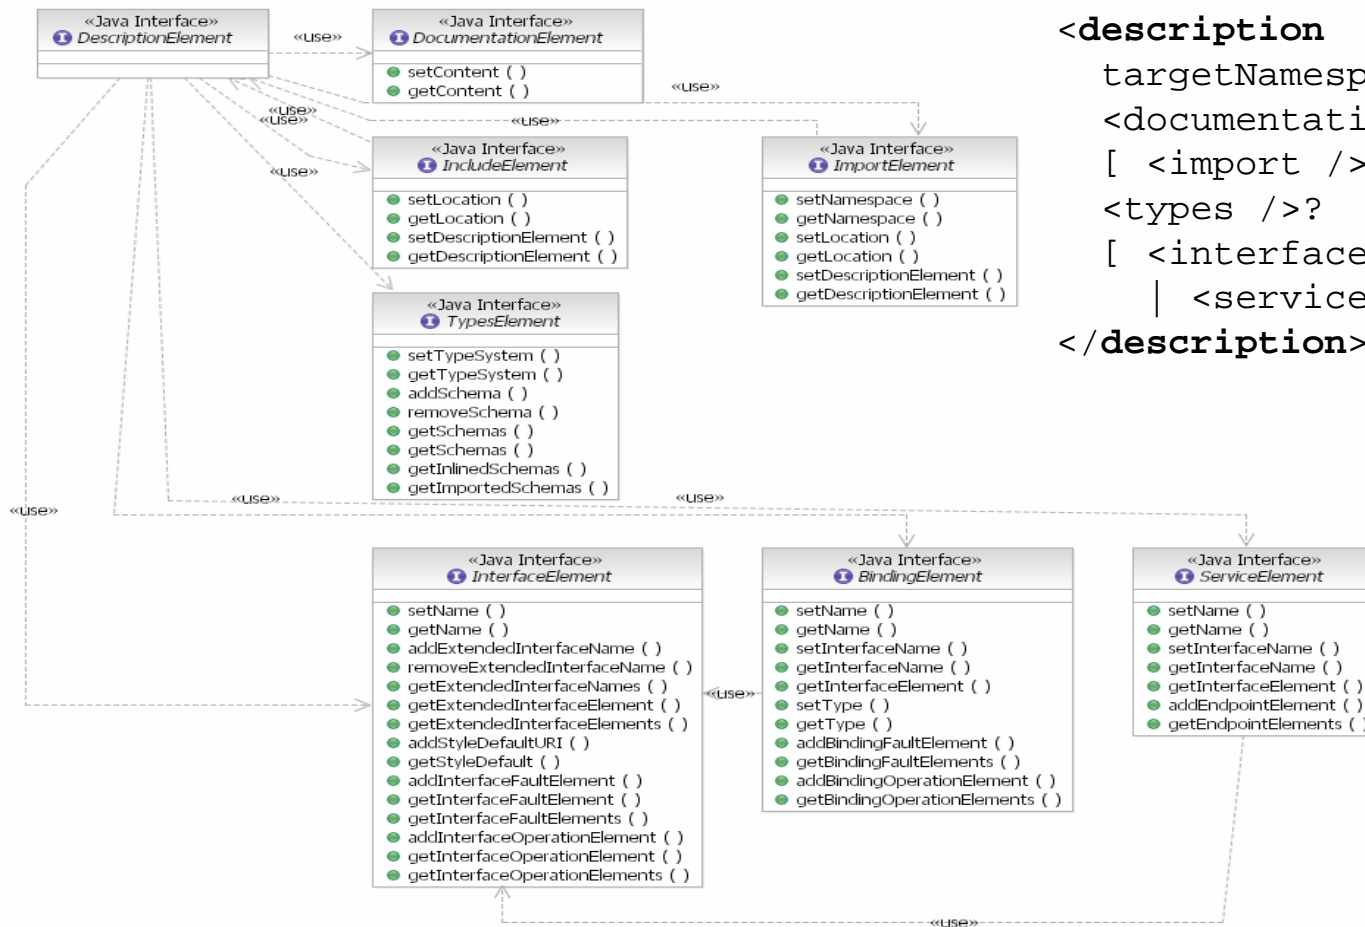 «Java Interface»
DescriptionElement
«use»
«Java Interface»
DocumentationElement
setContent ( )
getContent ( )
«use»
«use»
«use»
«use»
«use»
«Java Interface»
IncludeElement
setLocation ( )
getLocation ( )
setDescriptionElement ( )
getDescriptionElement ( )
«Java Interface»
ImportElement
setNamespace ( )
getNamespace ( )
setLocation ( )
getLocation ( )
setDescriptionElement ( )
getDescriptionElement ( )
«Java Interface»
TypesElement
setTypeSystem ( )
getTypeSystem ( )
addSchema ( )
removeSchema ( )
getSchemas ( )
getSchemas ( )
getInlinedSchemas ( )
getImportedSchemas ( )
«use»
«use»
«use»
«Java Interface»
InterfaceElement
setName ( )
getName ( )
addExtendedInterfaceName ( )
removeExtendedInterfaceName ( )
getExtendedInterfaceNames ( )
getExtendedInterfaceElement ( )
getExtendedInterfaceElements ( )
addStyleDefaultURI ( )
getStyleDefault ( )
addInterfaceFaultElement ( )
getInterfaceFaultElement ( )
getInterfaceFaultElements ( )
addInterfaceOperationElement ( )
getInterfaceOperationElement ( )
getInterfaceOperationElements ( )
«use»
«Java Interface»
BindingElement
setName ( )
getName ( )
setInterfaceName ( )
getInterfaceName ( )
getInterfaceElement ( )
setType ( )
getType ( )
addBindingFaultElement ( )
getBindingFaultElements ( )
addBindingOperationElement ( )
getBindingOperationElements ( )
«Java Interface»
ServiceElement
setName ( )
getName ( )
setInterfaceName ( )
getInterfaceName ( )
getInterfaceElement ( )
addEndpointElement ( )
getEndpointElements ( )
«use»
<description
targetNamesp
<documentati
[ <import />
<types />?
[ <interface
| <service
</description>